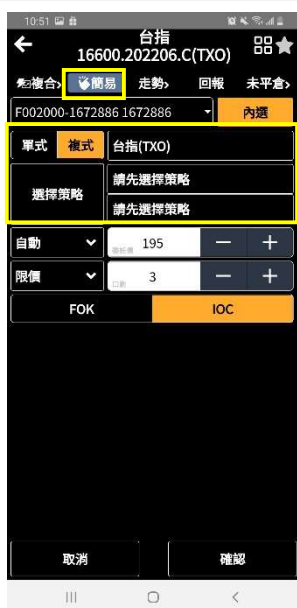 10:51
台指
16600.202206.C(TXO)
複合> 簡易 走勢> 回報 未平倉>
F002000-1672886 1672886 內選
單式 複式 台指(TXO)
選擇策略
請先選擇策略
請先選擇策略
自動 195
限價 口數 3
FOK IOC
取消 確認